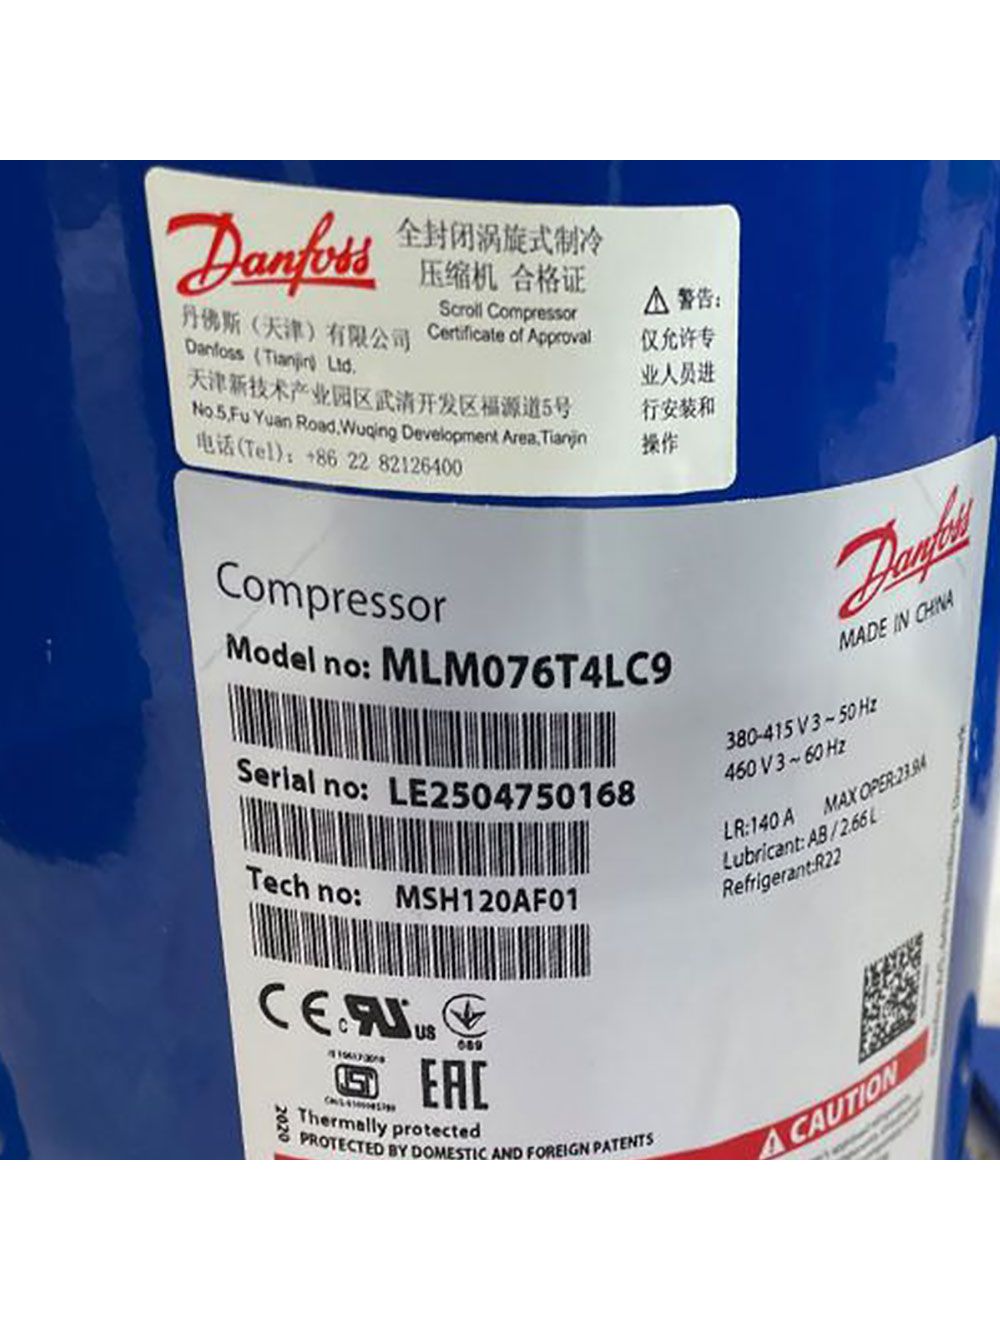 Danfoss
全封闭涡旋式制冷
压缩机 合格证
Scroll Compressor
Certificate of Approval
丹佛斯（天津）有限公司
Danfoss (Tianjin) Ltd.
天津新技术产业园区武清开发区福源道5号
No.5,Fu Yuan Road,Wuqing Development Area,Tianjin
电话(Tel): +86 22 82126400
⚠ 警告:
仅允许专
业人员进
行安装和
操作
Danfoss
MADE IN CHINA
Compressor
Model no: MLM076T4LC9
Serial no: LE2504750168
Tech no: MSH120AF01
380-415 V 3 ~ 50 Hz
460 V 3 ~ 60 Hz
LR:140 A MAX OPER:23.9A
Lubricant: AB / 2.66 L
Refrigerant:R22
CE c RU US
089
EAC
2020
Thermally protected
PROTECTED BY DOMESTIC AND FOREIGN PATENTS
⚠ CAUTION